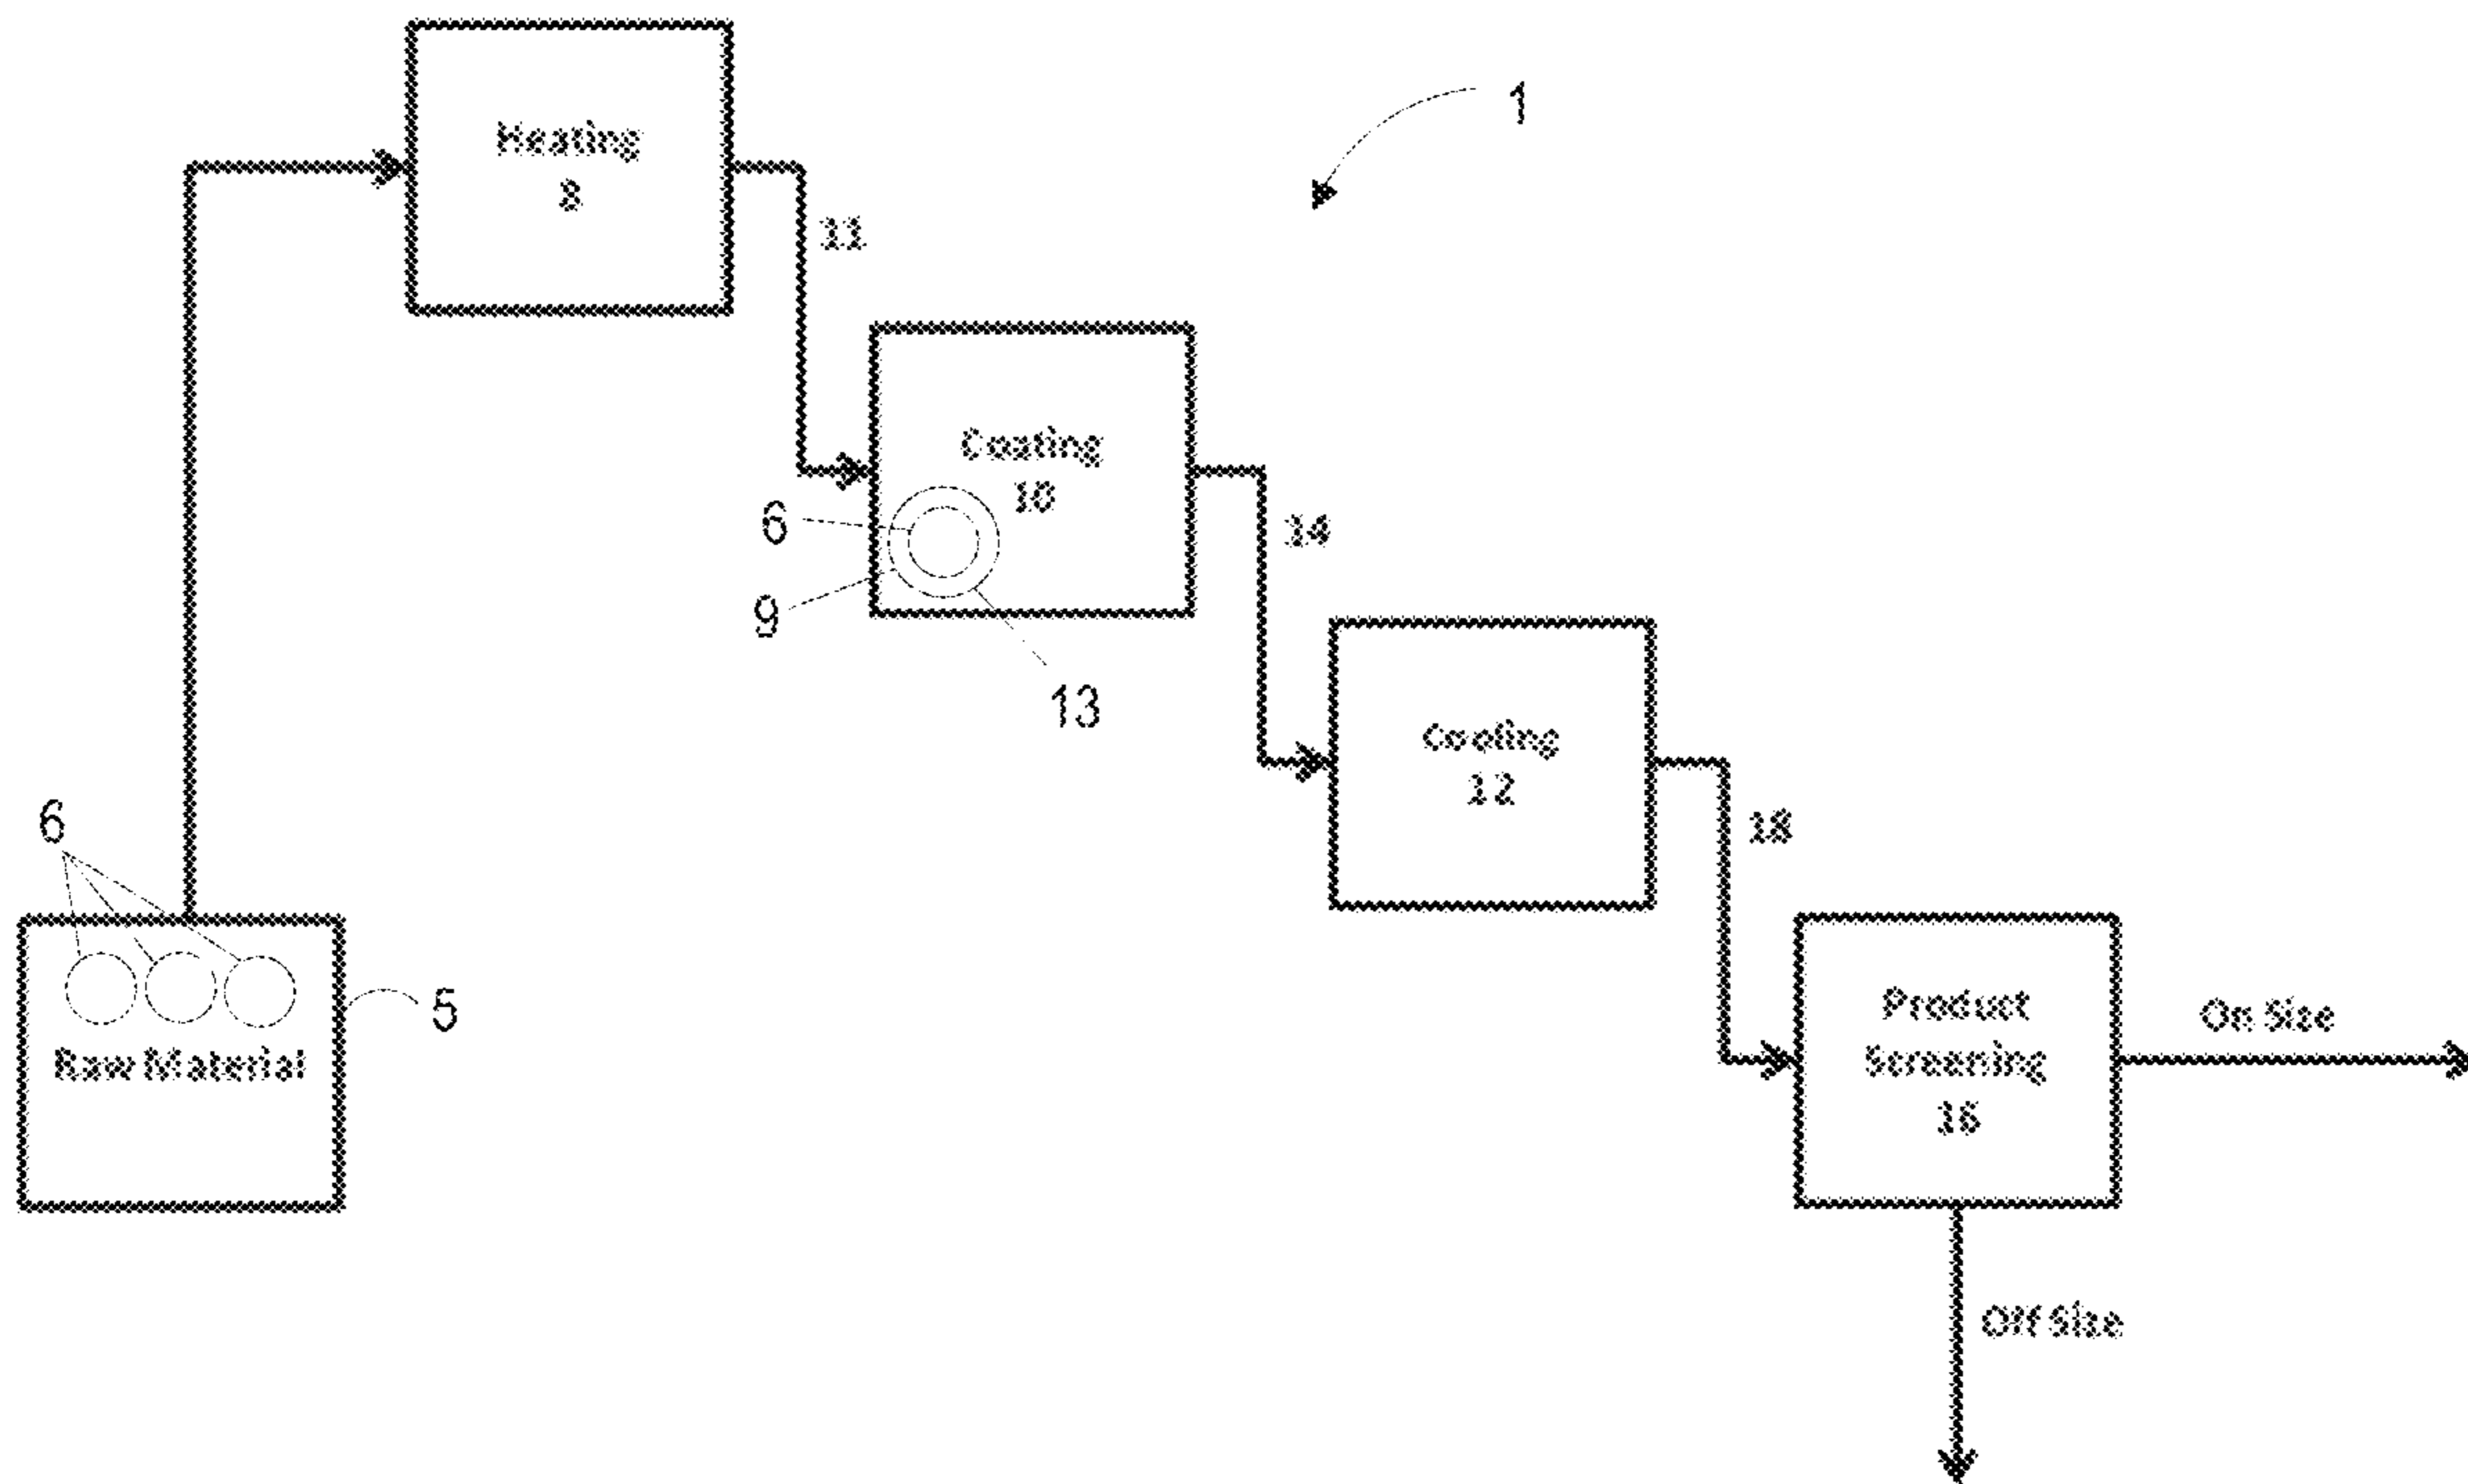 Heating
8
1
11
Coating
10
6
14
9
13
Cooling
12
6
18
5
Raw Material
Product
Screening
16
On Size
Off Size